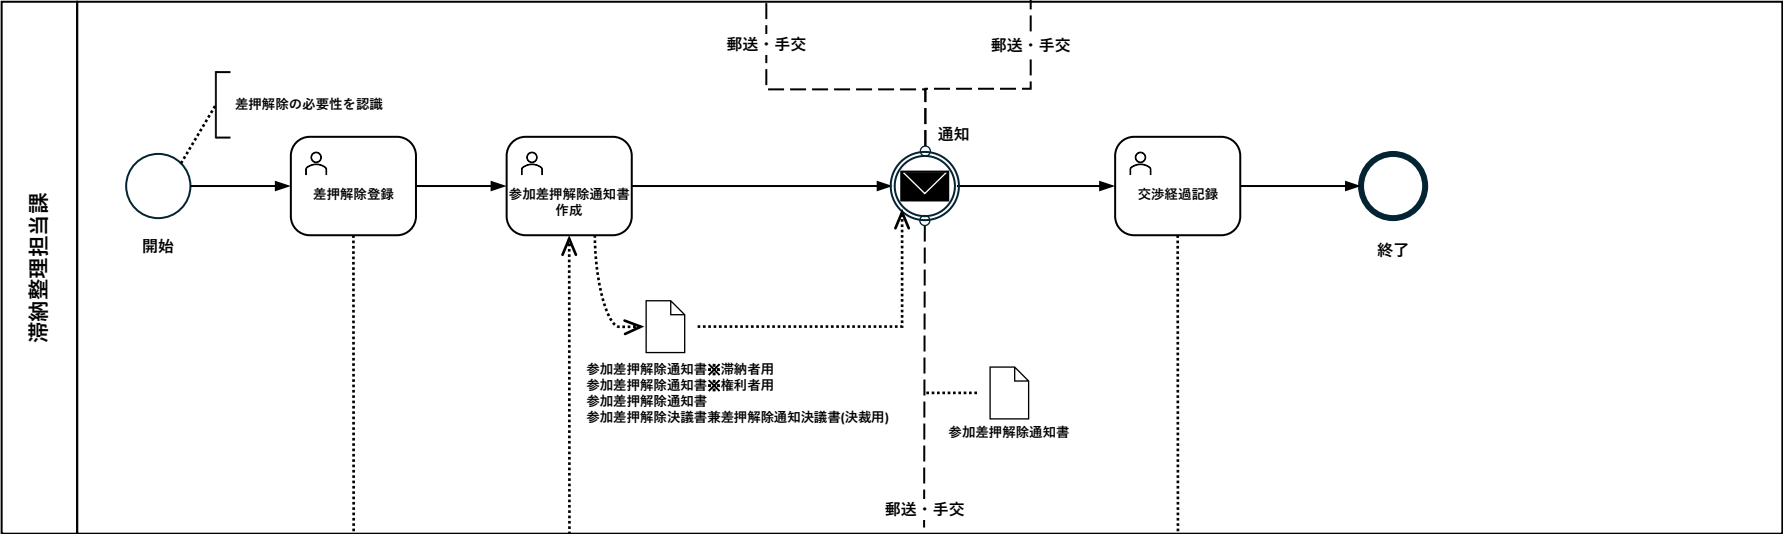 滞納整理担当課
郵送・手交
郵送・手交
差押解除の必要性を認識
通知
差押解除登録
参加差押解除通知書
作成
交渉経過記録
開始
終了
参加差押解除通知書※滞納者用
参加差押解除通知書※権利者用
参加差押解除通知書
参加差押解除決議書兼差押解除通知決議書(決裁用)
参加差押解除通知書
郵送・手交